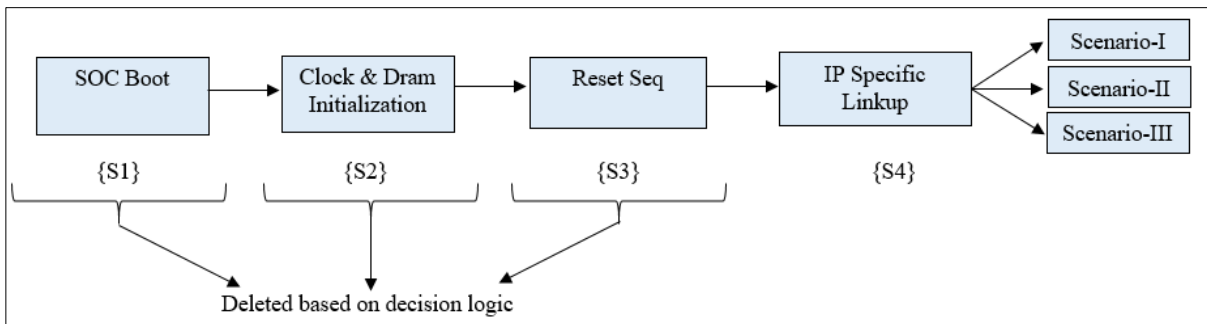 SOC Boot
Clock & Dram
Initialization
Reset Seq
IP Specific
Linkup
Scenario-I
Scenario-II
Scenario-III
{S1}
{S2}
{S3}
{S4}
Deleted based on decision logic